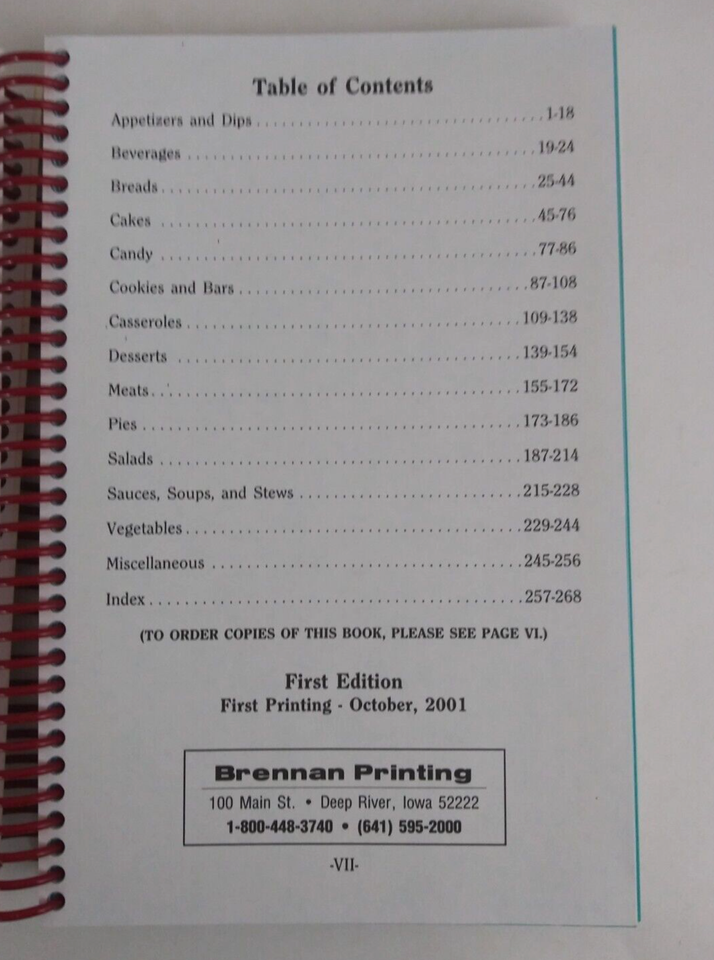 Table of Contents
Appetizers and Dips . . . . . . . . . . . . . . . . . . . . . . . . . . . . . . . . . 1-18
Beverages . . . . . . . . . . . . . . . . . . . . . . . . . . . . . . . . . . . . . . . . 19-24
Breads . . . . . . . . . . . . . . . . . . . . . . . . . . . . . . . . . . . . . . . . . . . 25-44
Cakes . . . . . . . . . . . . . . . . . . . . . . . . . . . . . . . . . . . . . . . . . . . 45-76
Candy . . . . . . . . . . . . . . . . . . . . . . . . . . . . . . . . . . . . . . . . . . . 77-86
Cookies and Bars . . . . . . . . . . . . . . . . . . . . . . . . . . . . . . . . . 87-108
Casseroles . . . . . . . . . . . . . . . . . . . . . . . . . . . . . . . . . . . . . . 109-138
Desserts . . . . . . . . . . . . . . . . . . . . . . . . . . . . . . . . . . . . . . . 139-154
Meats . . . . . . . . . . . . . . . . . . . . . . . . . . . . . . . . . . . . . . . . . . 155-172
Pies . . . . . . . . . . . . . . . . . . . . . . . . . . . . . . . . . . . . . . . . . . . 173-186
Salads . . . . . . . . . . . . . . . . . . . . . . . . . . . . . . . . . . . . . . . . . 187-214
Sauces, Soups, and Stews . . . . . . . . . . . . . . . . . . . . . . . . . 215-228
Vegetables . . . . . . . . . . . . . . . . . . . . . . . . . . . . . . . . . . . . . . 229-244
Miscellaneous . . . . . . . . . . . . . . . . . . . . . . . . . . . . . . . . . . . 245-256
Index . . . . . . . . . . . . . . . . . . . . . . . . . . . . . . . . . . . . . . . . . . 257-268
(TO ORDER COPIES OF THIS BOOK, PLEASE SEE PAGE VI.)
First Edition
First Printing - October, 2001
Brennan Printing
100 Main St. • Deep River, Iowa 52222
1-800-448-3740 • (641) 595-2000
-VII-